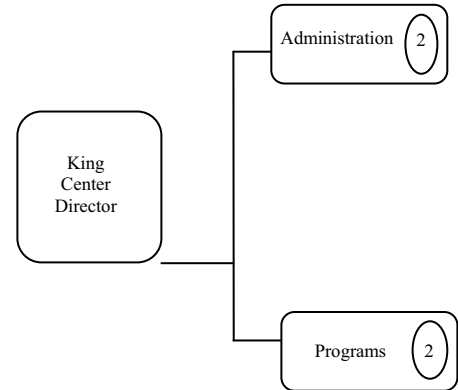 Administration 2
King
Center
Director
Programs 2